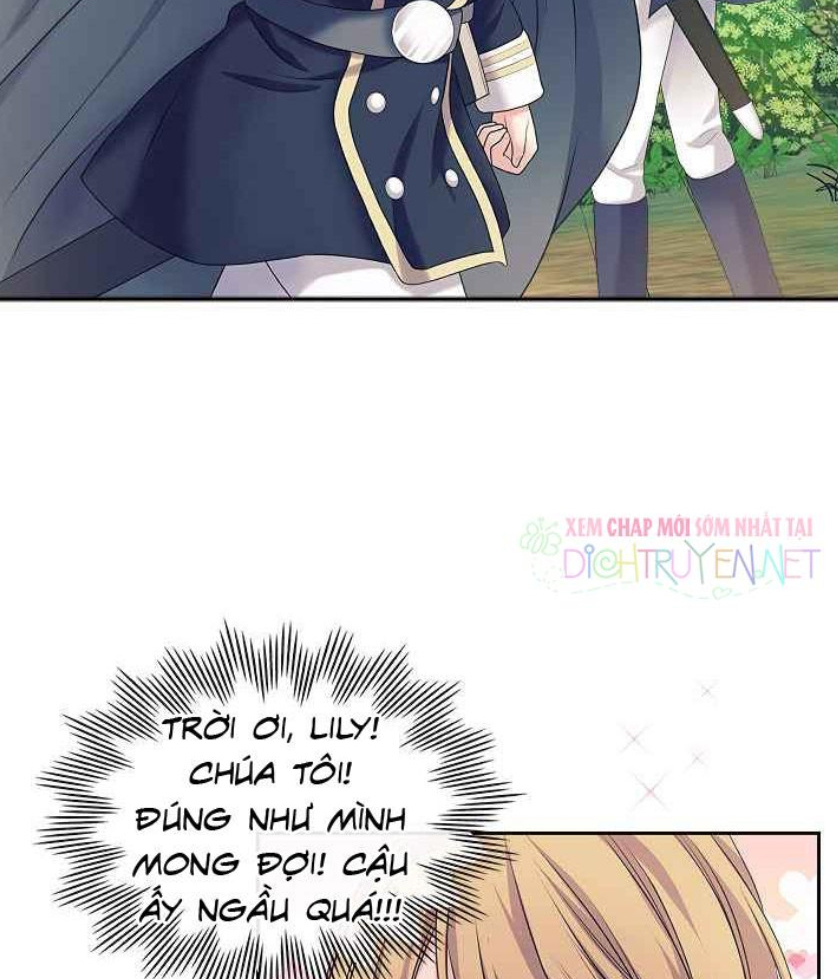 XEM CHAP MỚI SỚM NHẤT TẠI
DICHTRUYEN.NET
TRỜI ƠI, LILY!
CHÚA TÔI!
ĐÚNG NHƯ MÌNH
MONG ĐỢI! CẬU
ẤY NGẦU QUÁ!!!